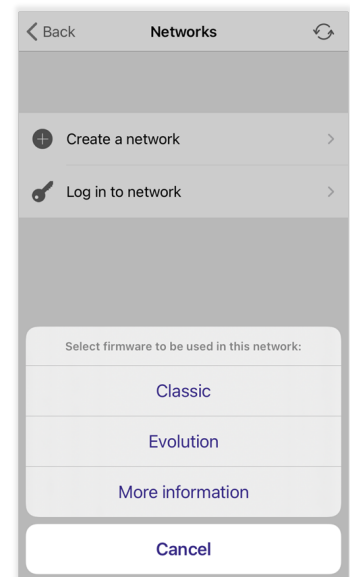 Back
Networks
Create a network
Log in to network
Select firmware to be used in this network:
Classic
Evolution
More information
Cancel